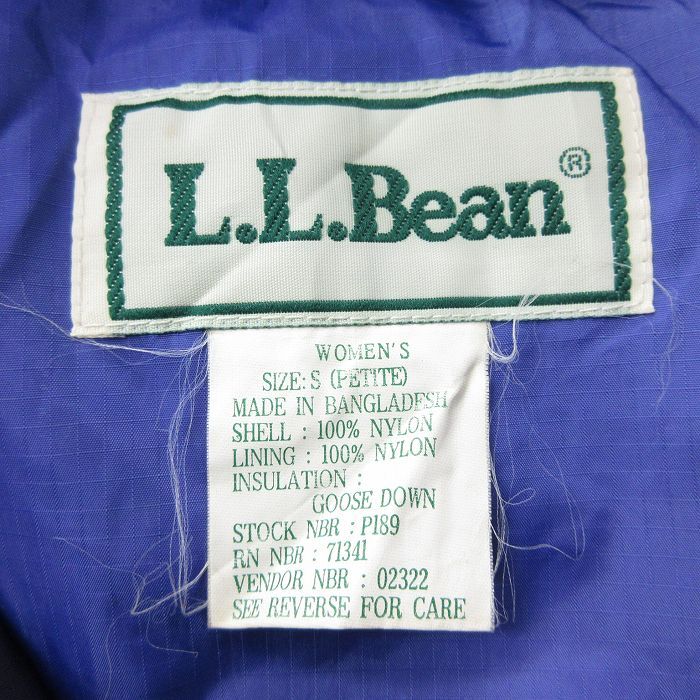 L.L.Bean®
WOMEN'S
SIZE: S (PETITE)
MADE IN BANGLADESH
SHELL : 100% NYLON
LINING : 100% NYLON
INSULATION :
GOOSE DOWN
STOCK NBR : P189
RN NBR : 71341
VENDOR NBR : 02322
SEE REVERSE FOR CARE